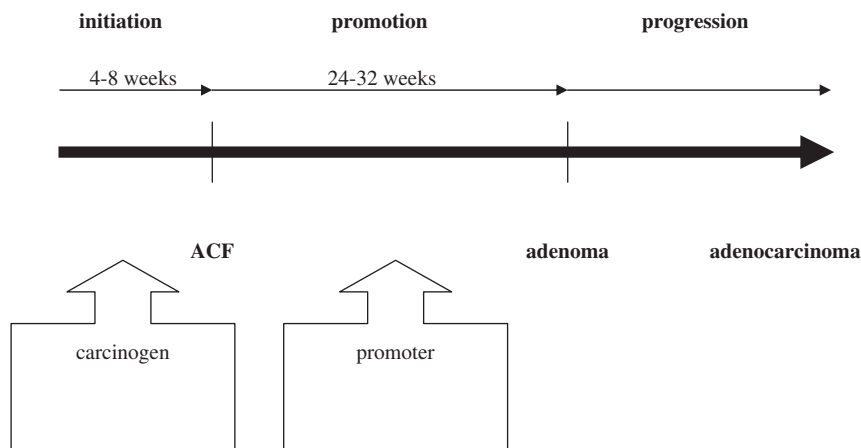 initiation promotion progression
4-8 weeks 24-32 weeks
ACF adenoma adenocarcinoma
carcinogen promoter